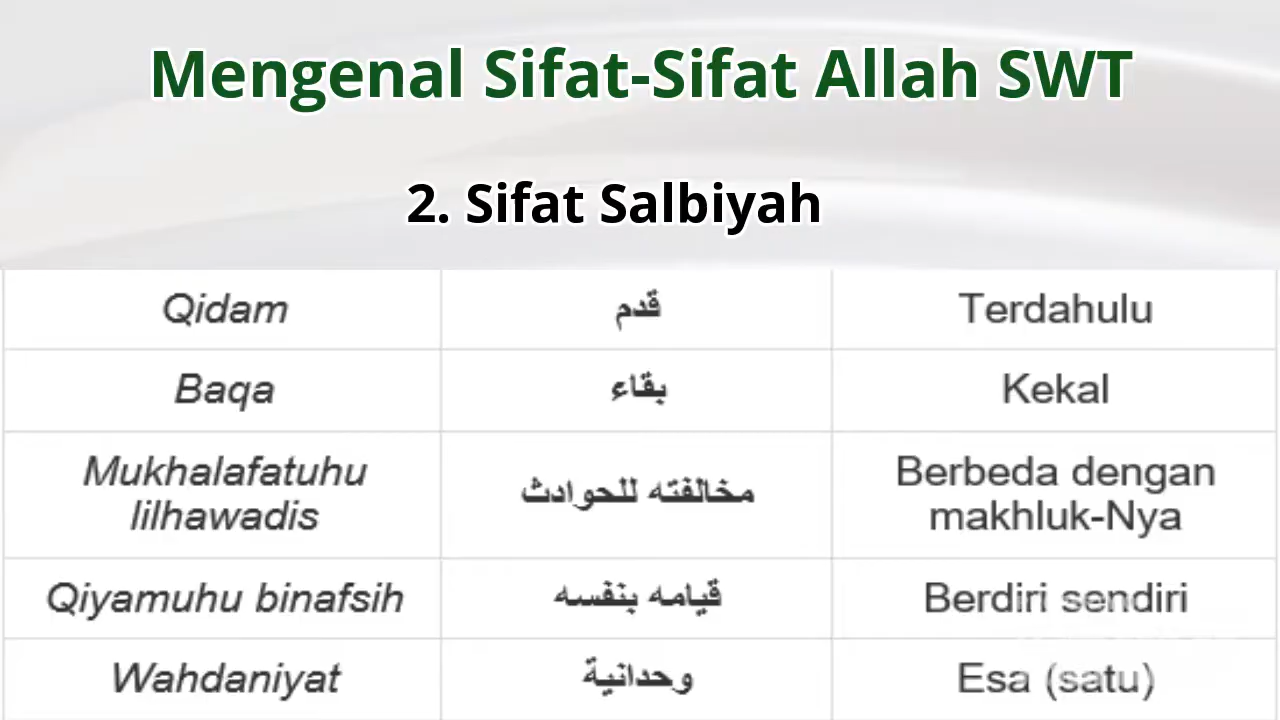 Mengenal Sifat-Sifat Allah SWT
2. Sifat Salbiyah
Qidam قدم Terdahulu
Baqa بقاء Kekal
Mukhalafatuhu
lilhawadis
مخالفته للحوادث
Berbeda dengan
makhluk-Nya
Qiyamuhu binafsih قيامه بنفسه Berdiri sendiri
Wahdaniyat وحدانية Esa (satu)